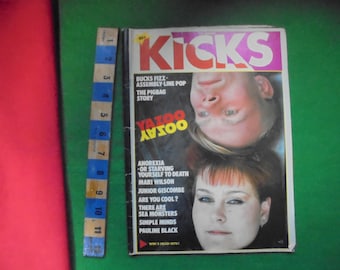 KICKS
BUCKS FIZZ-
ASSEMBLY-LINE POP
THE PIGBAG
STORY
YAZOO
YAZOO
ANOREXIA
-OR STARVING
YOURSELF TO DEATH
MARI WILSON
JUNIOR GISCOMBE
ARE YOU COOL?
THERE ARE
SEA MONSTERS
SIMPLE MINDS
PAULINE BLACK
1
2
3
4
5
6
7
8
9
10
11